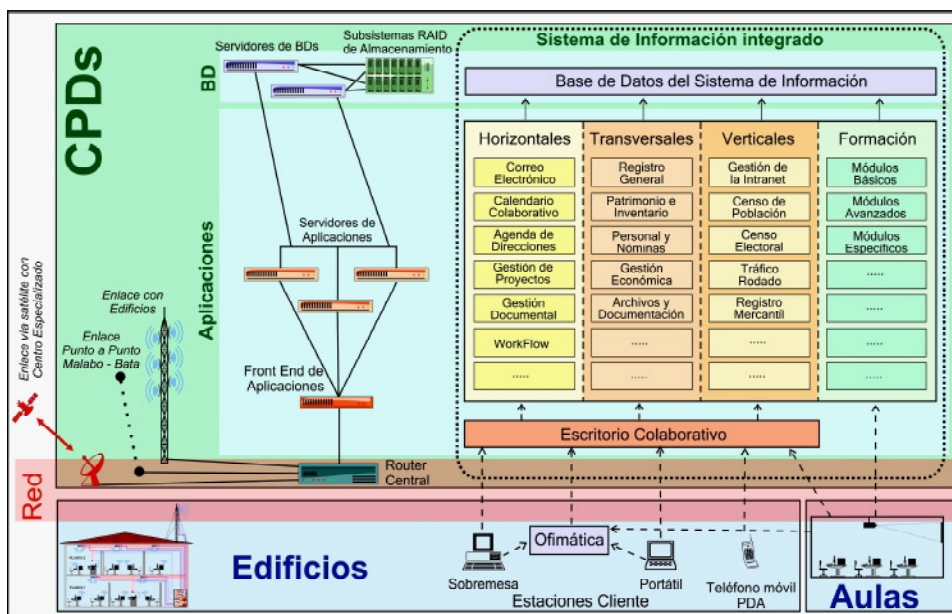 CPDs
BD
Aplicaciones
Red
Servidores de BDs
Subsistemas RAID
de Almacenamiento
Servidores de
Aplicaciones
Front End de
Aplicaciones
Router
Central
Enlace con
Edificios
Enlace
Punto a Punto
Malabo - Bata
Enlace vía satélite con
Centro Especializado
Sistema de Información integrado
Base de Datos del Sistema de Información
Horizontales
Correo
Electrónico
Calendario
Colaborativo
Agenda de
Direcciones
Gestión de
Proyectos
Gestión
Documental
WorkFlow
.....
Transversales
Registro
General
Patrimonio e
Inventario
Personal y
Nominas
Gestión
Económica
Archivos y
Documentación
.....
.....
Verticales
Gestión de
la Intranet
Censo de
Población
Censo
Electoral
Tráfico
Rodado
Registro
Mercantil
.....
.....
Formación
Módulos
Básicos
Módulos
Avanzados
Módulos
Específicos
.....
.....
.....
.....
Escritorio Colaborativo
Edificios
Ofimática
Sobremesa
Portátil
Teléfono móvil
PDA
Estaciones Cliente
Aulas